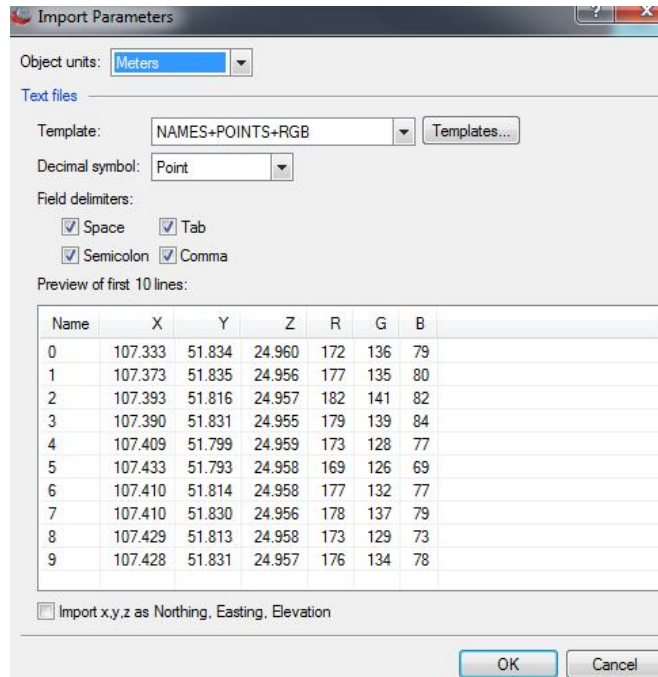 Import Parameters ? X
Object units: Meters
Text files
Template: NAMES+POINTS+RGB Templates...
Decimal symbol: Point
Field delimiters:
Space Tab
Semicolon Comma
Preview of first 10 lines:
Name X Y Z R G B
0 107.333 51.834 24.960 172 136 79
1 107.373 51.835 24.956 177 135 80
2 107.393 51.816 24.957 182 141 82
3 107.390 51.831 24.955 179 139 84
4 107.409 51.799 24.959 173 128 77
5 107.433 51.793 24.958 169 126 69
6 107.410 51.814 24.958 177 132 77
7 107.410 51.830 24.956 178 137 79
8 107.429 51.813 24.958 173 129 73
9 107.428 51.831 24.957 176 134 78
Import x,y,z as Northing, Easting, Elevation
OK Cancel